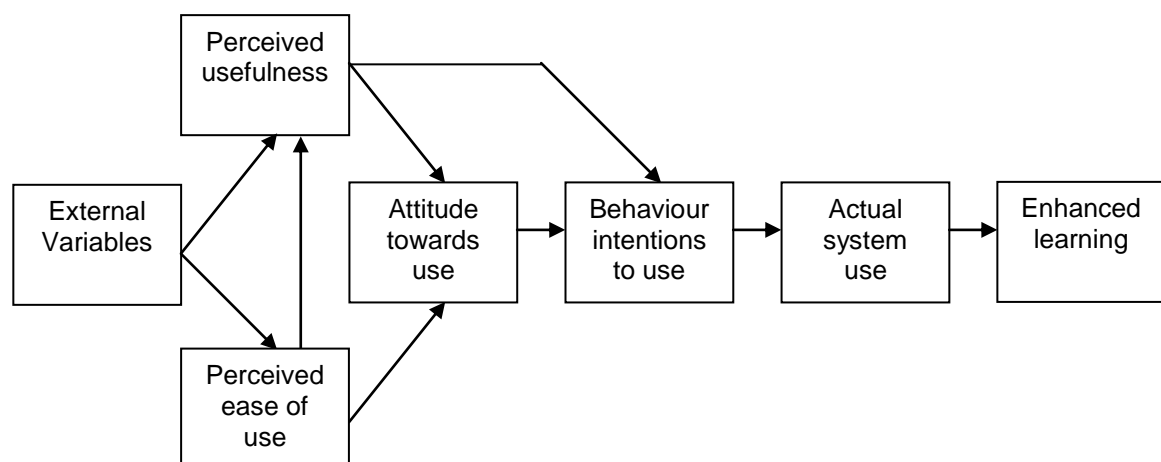 Perceived
usefulness
External
Variables
Attitude
towards
use
Behaviour
intentions
to use
Actual
system
use
Enhanced
learning
Perceived
ease of
use